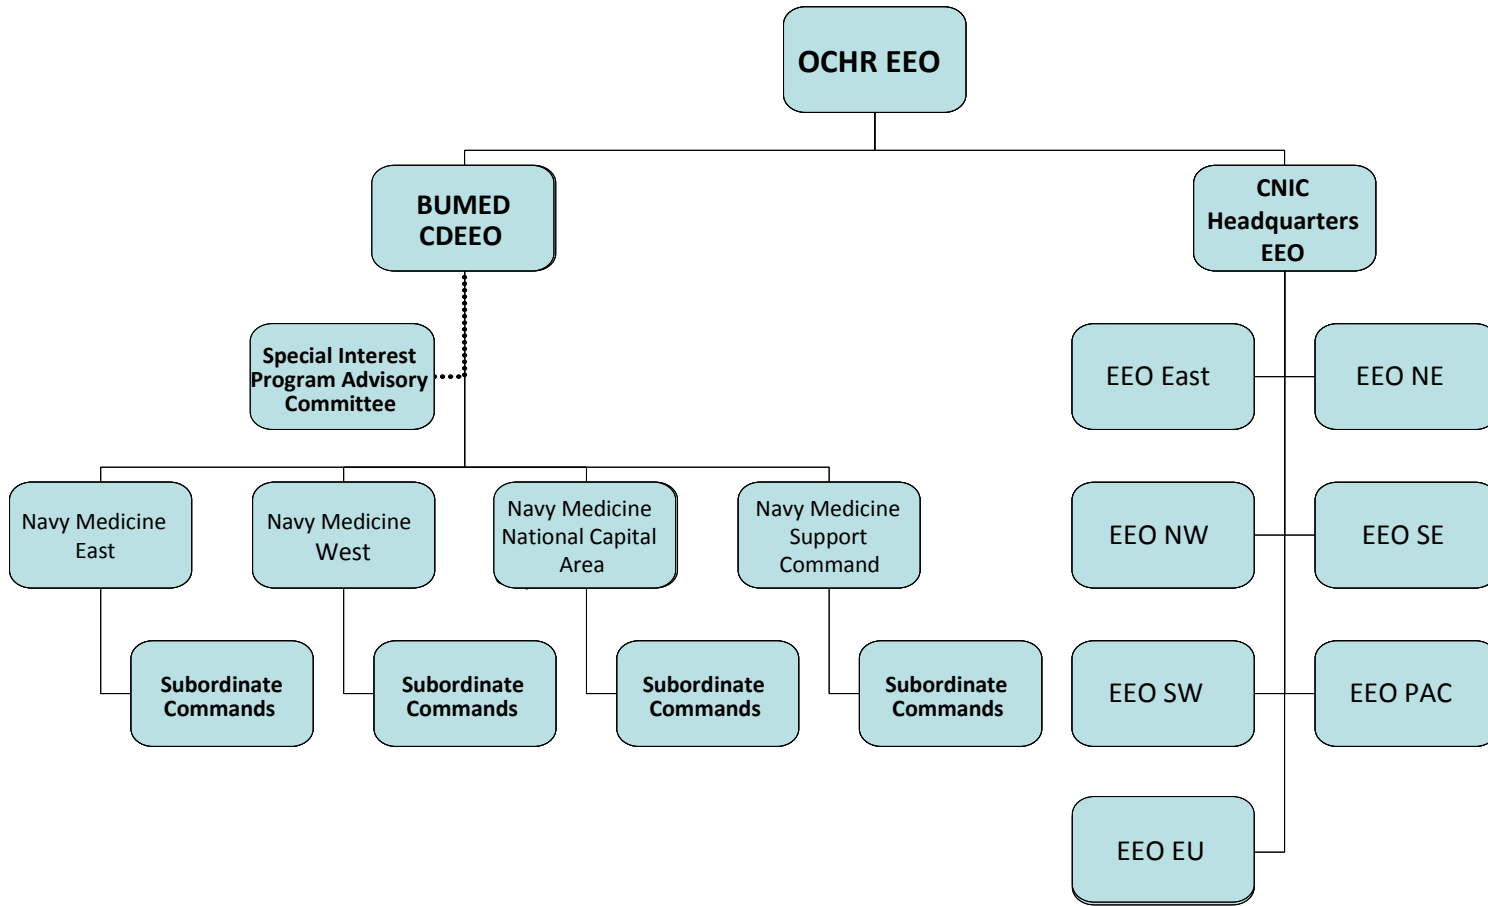 OCHR EEO
BUMED
CDEEO
CNIC
Headquarters
EEO
Special Interest
Program Advisory
Committee
EEO East
EEO NE
Navy Medicine
East
Navy Medicine
West
Navy Medicine
National Capital
Area
Navy Medicine
Support
Command
EEO NW
EEO SE
Subordinate
Commands
Subordinate
Commands
Subordinate
Commands
Subordinate
Commands
EEO SW
EEO PAC
EEO EU